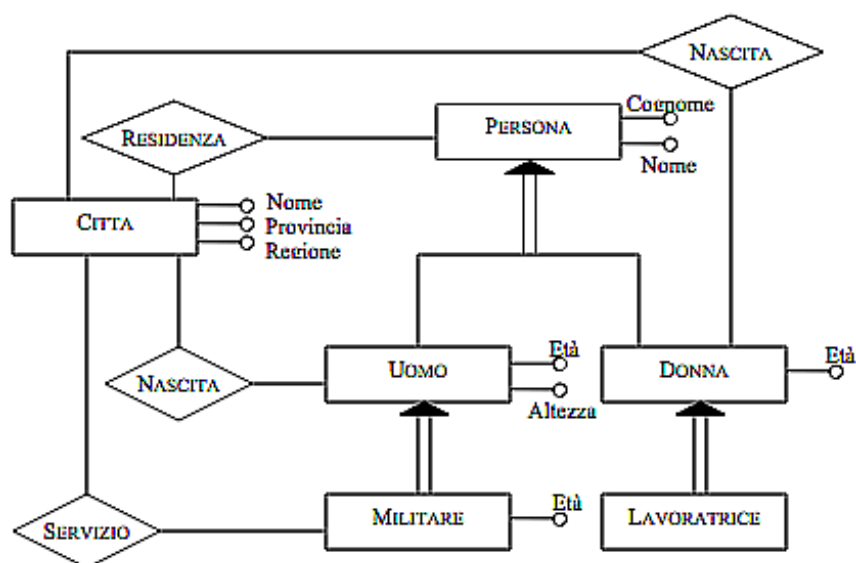 NASCITA
Cognome
PERSONA
RESIDENZA
Nome
Nome
CITTA
Provincia
Regione
Età
UOMO
DONNA
Età
NASCITA
Altezza
Età
SERVIZIO
MILITARE
LAVORATRICE